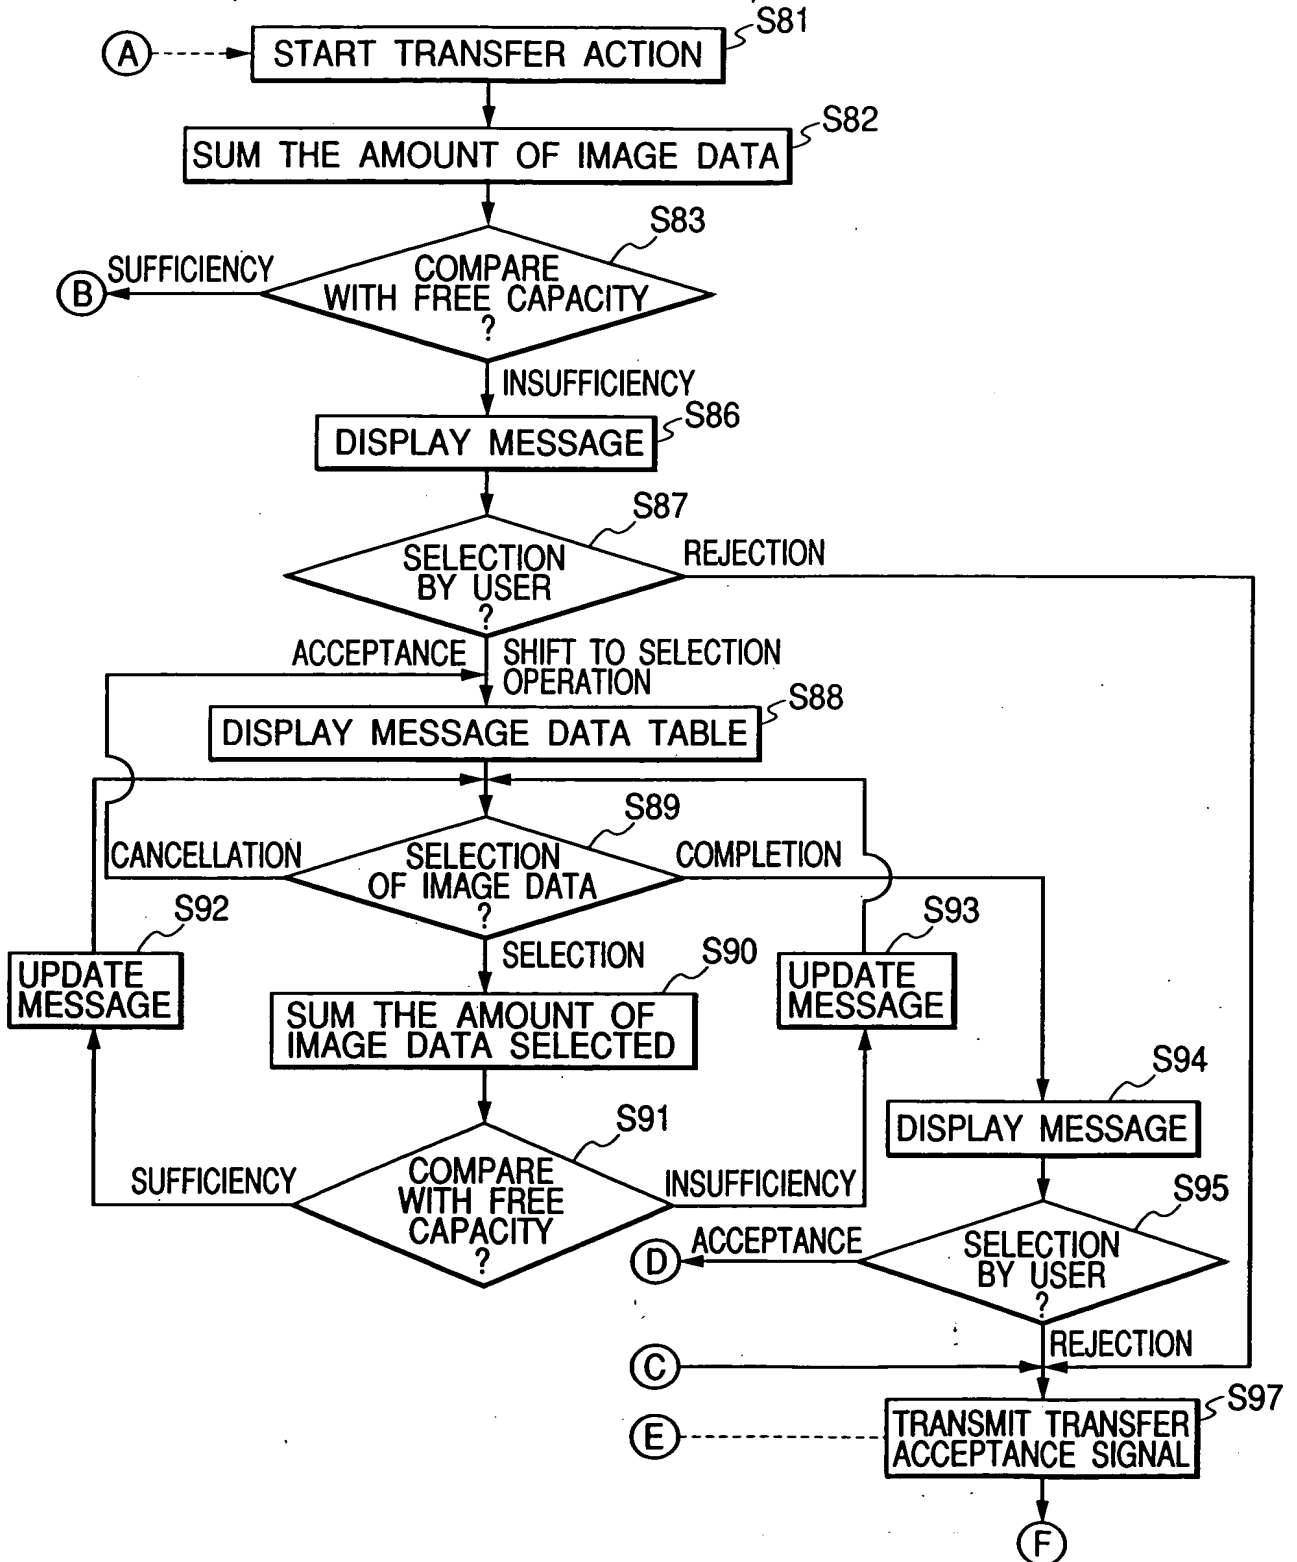 S81
A
START TRANSFER ACTION
S82
SUM THE AMOUNT OF IMAGE DATA
S83
B
SUFFICIENCY
COMPARE
WITH FREE CAPACITY
?
INSUFFICIENCY
S86
DISPLAY MESSAGE
S87
SELECTION
BY USER
?
REJECTION
ACCEPTANCE
SHIFT TO SELECTION
OPERATION
S88
DISPLAY MESSAGE DATA TABLE
S89
CANCELLATION
SELECTION
OF IMAGE DATA
?
COMPLETION
S92
UPDATE
MESSAGE
SELECTION
S90
SUM THE AMOUNT OF
IMAGE DATA SELECTED
S93
UPDATE
MESSAGE
S91
SUFFICIENCY
COMPARE
WITH FREE
CAPACITY
?
INSUFFICIENCY
S94
DISPLAY MESSAGE
S95
D
ACCEPTANCE
SELECTION
BY USER
?
REJECTION
C
S97
E
TRANSMIT TRANSFER
ACCEPTANCE SIGNAL
F